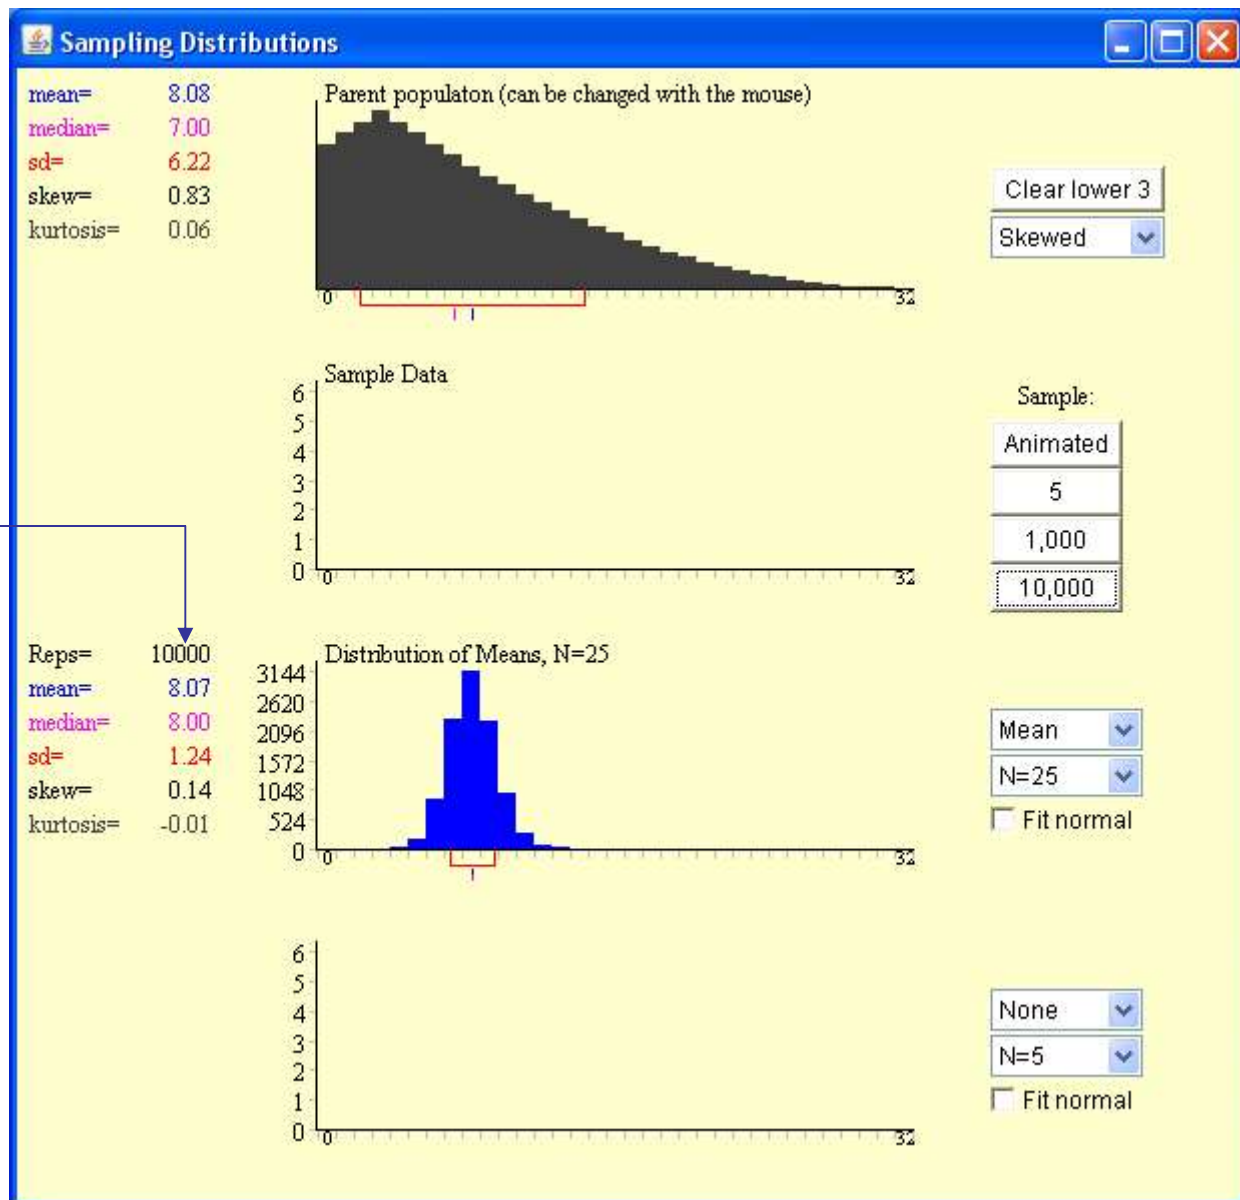 Sampling Distributions
mean= 8.08
median= 7.00
sd= 6.22
skew= 0.83
kurtosis= 0.06
Parent populaton (can be changed with the mouse)
0 32
Clear lower 3
Skewed
Sample Data
6
5
4
3
2
1
0
0 32
Sample:
Animated
5
1,000
10,000
Reps= 10000
mean= 8.07
median= 8.00
sd= 1.24
skew= 0.14
kurtosis= -0.01
Distribution of Means, N=25
3144
2620
2096
1572
1048
524
0
0 32
Mean
N=25
Fit normal
6
5
4
3
2
1
0
0 32
None
N=5
Fit normal